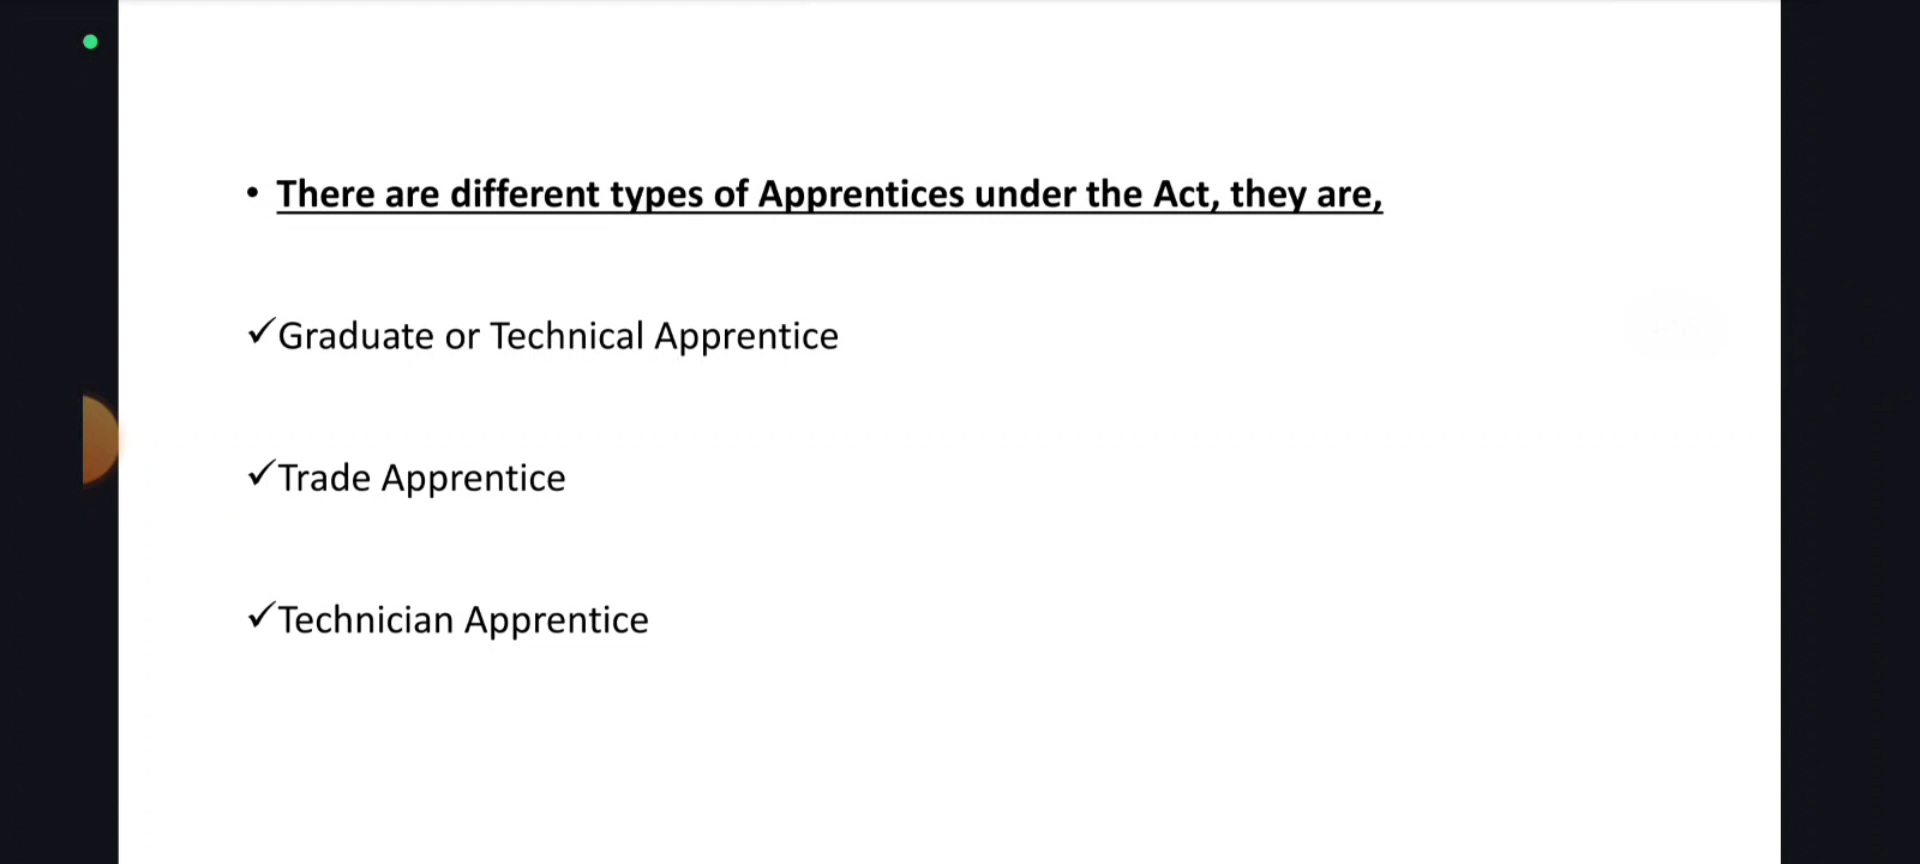 • There are different types of Apprentices under the Act, they are,
✓Graduate or Technical Apprentice
✓Trade Apprentice
✓Technician Apprentice